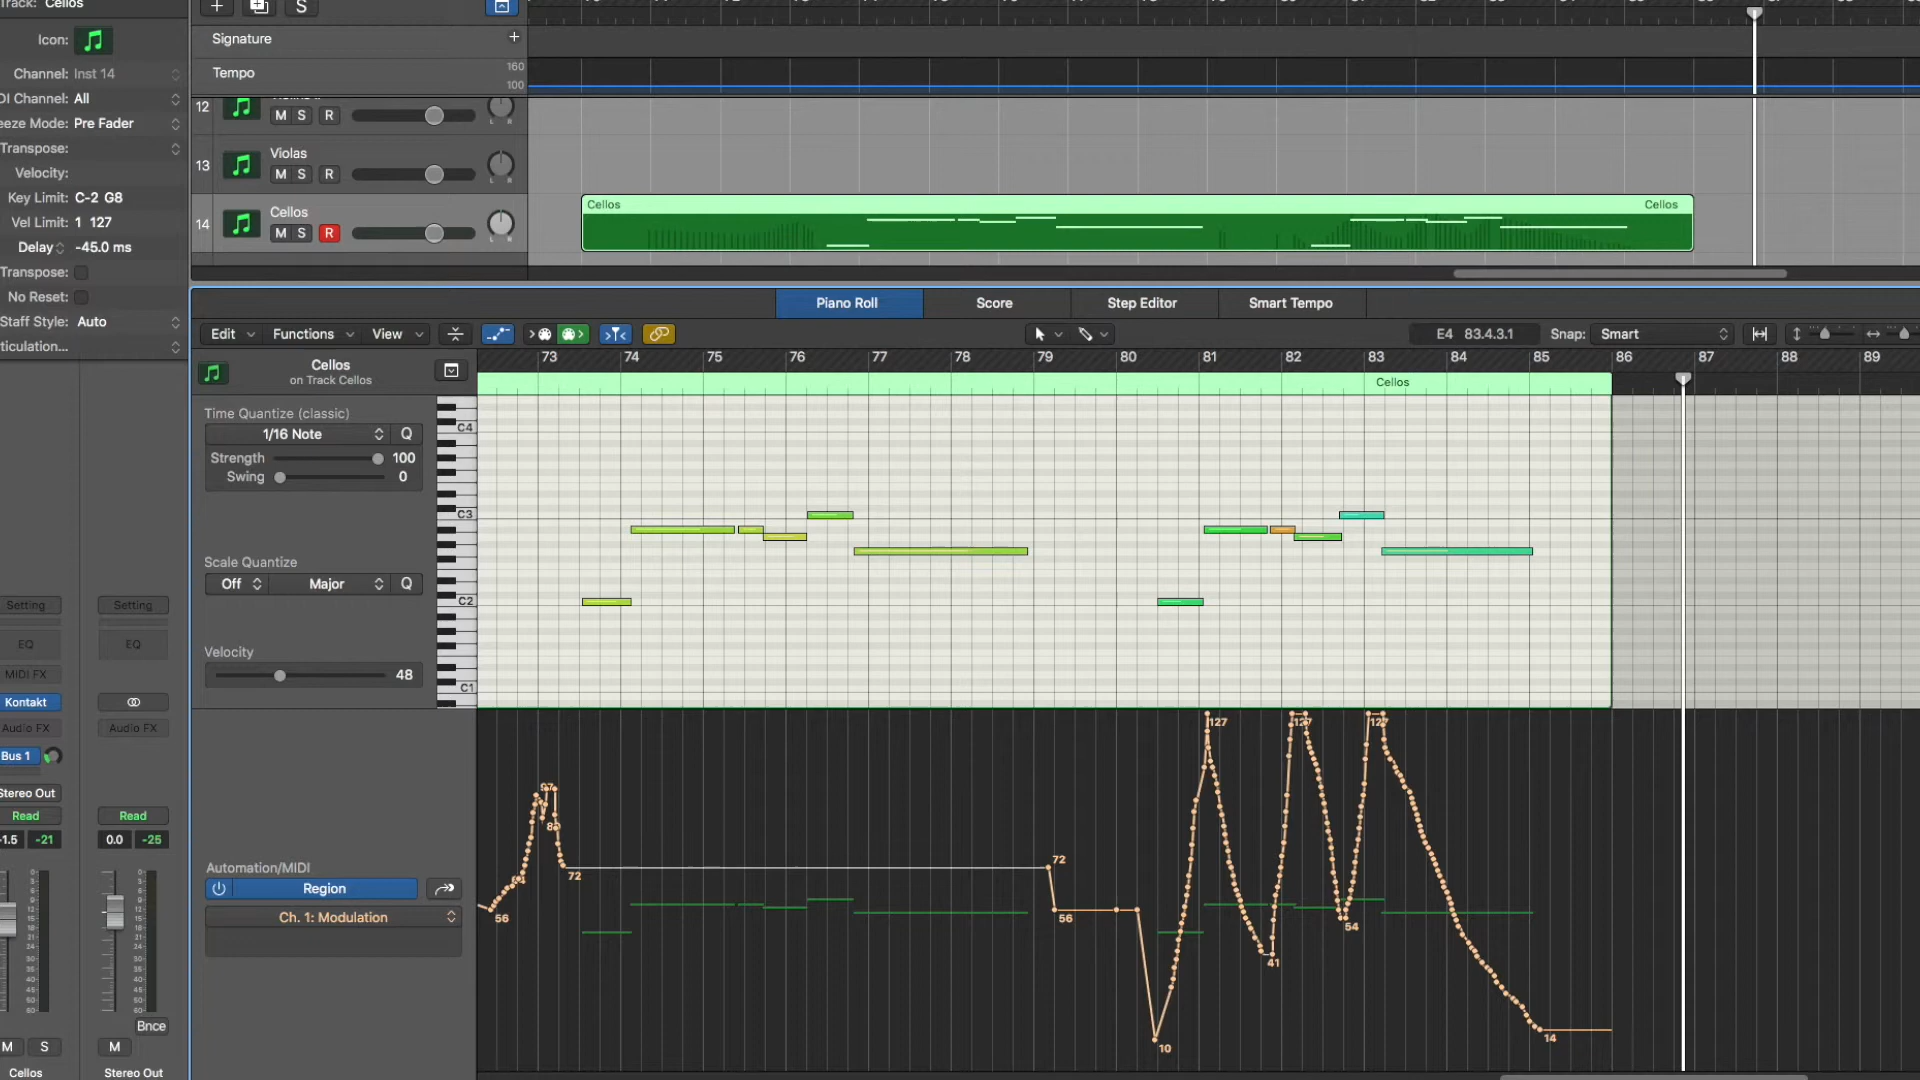 Track: Cellos
Icon:
Channel: Inst 14
DI Channel: All
eeze Mode: Pre Fader
Transpose:
Velocity:
Key Limit: C-2 G8
Vel Limit: 1 127
Delay -45.0 ms
Transpose:
No Reset:
Staff Style: Auto
ticulation...
S
Signature
Tempo
160
100
12
M S R
13
Violas
M S R
14
Cellos
M S R
L R
Cellos
Cellos
Piano Roll
Score
Step Editor
Smart Tempo
Edit
Functions
View
E4 83.4.3.1
Snap: Smart
73 74 75 76 77 78 79 80 81 82 83 84 85 86 87 88 89
Cellos
on Track Cellos
Cellos
Time Quantize (classic)
1/16 Note
Q
Strength 100
Swing 0
Scale Quantize
Off
Major
Q
Velocity
48
C4
C3
C2
C1
Setting
Setting
EQ
EQ
MIDI FX
Kontakt
Audio FX
Audio FX
Bus 1
Stereo Out
Read
Read
-1.5 -21
0.0 -25
Bnce
M S
M
Cellos
Stereo Out
Automation/MIDI
Region
Ch. 1: Modulation
56
72
72
56
10
127
41
127
54
127
14